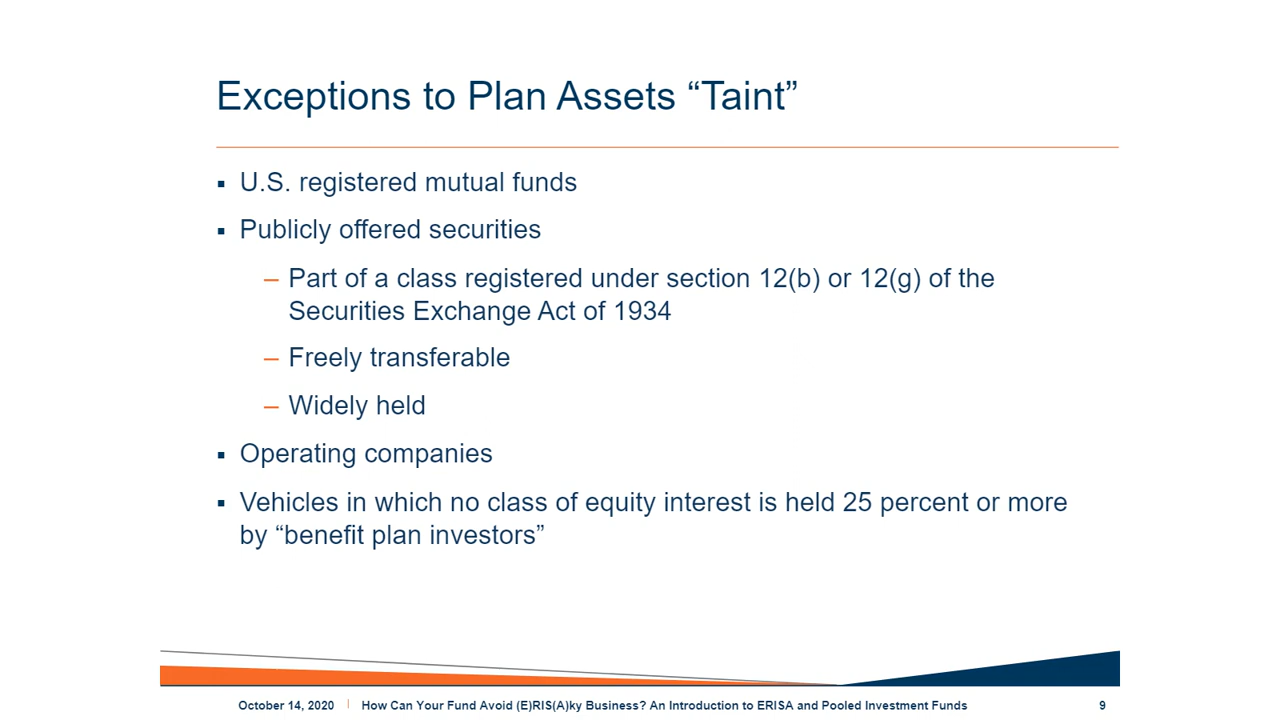 Exceptions to Plan Assets “Taint”
▪ U.S. registered mutual funds
▪ Publicly offered securities
– Part of a class registered under section 12(b) or 12(g) of the
Securities Exchange Act of 1934
– Freely transferable
– Widely held
▪ Operating companies
▪ Vehicles in which no class of equity interest is held 25 percent or more
by “benefit plan investors”
October 14, 2020 | How Can Your Fund Avoid (E)RIS(A)ky Business? An Introduction to ERISA and Pooled Investment Funds 9